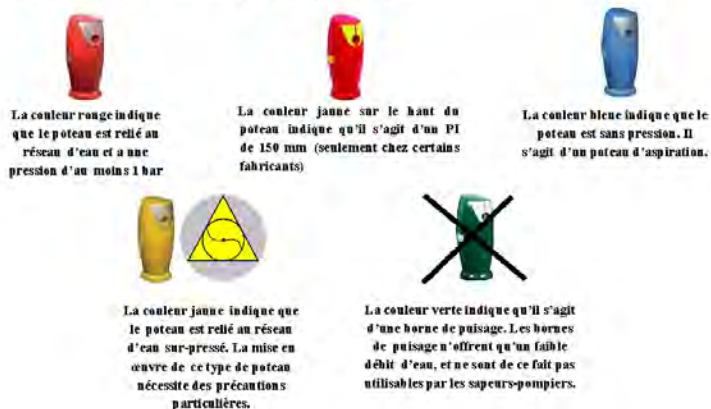 La couleur rouge indique
que le poteau est relié au
réseau d'eau et a une
pression d'au moins 1 bar
La couleur jaune sur le haut du
poteau indique qu'il s'agit d'un PI
de 150 mm (seulement chez certains
fabricants)
La couleur bleue indique que le
poteau est sans pression. Il
s'agit d'un poteau d'aspiration.
La couleur jaune indique que
le poteau est relié au réseau
d'eau sur-pressé. La mise en
œuvre de ce type de poteau
nécessite des précautions
particulières.
La couleur verte indique qu'il s'agit
d'une borne de puisage. Les bornes
de puisage n'offrent qu'un faible
débit d'eau, et ne sont de ce fait pas
utilisables par les sapeurs-pompiers.